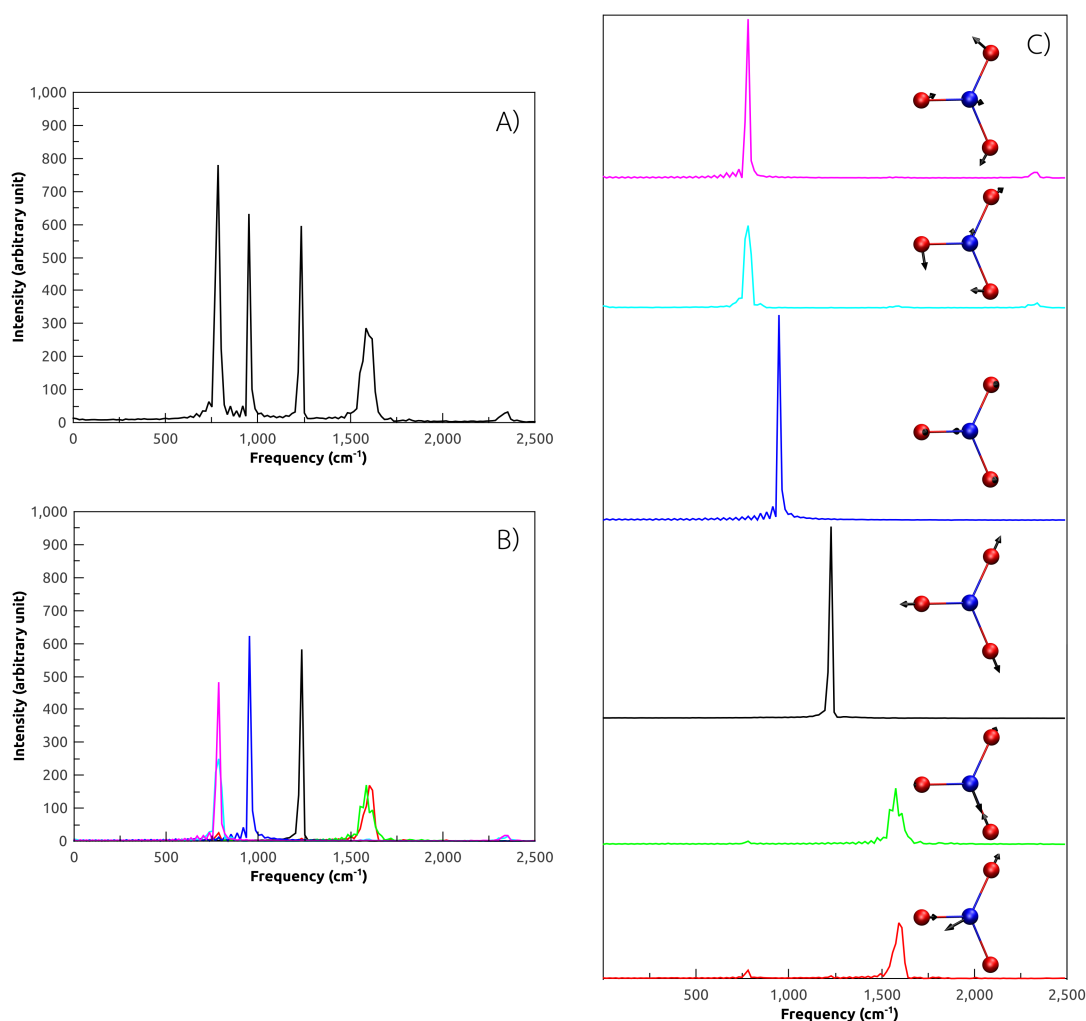 A)
1,000
900
800
700
600
500
400
300
200
100
0
Intensity (arbitrary unit)
0 500 1,000 1,500 2,000 2,500
Frequency (cm-1)
B)
1,000
900
800
700
600
500
400
300
200
100
0
Intensity (arbitrary unit)
0 500 1,000 1,500 2,000 2,500
Frequency (cm-1)
C)
500 1,000 1,500 2,000 2,500
Frequency (cm-1)